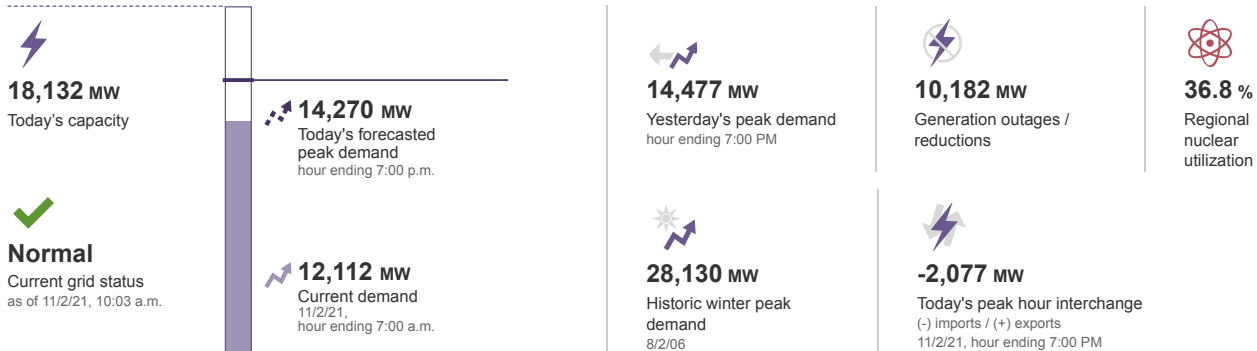 18,132 MW
Today's capacity
Normal
Current grid status
as of 11/2/21, 10:03 a.m.
14,270 MW
Today's forecasted
peak demand
hour ending 7:00 p.m.
12,112 MW
Current demand
11/2/21,
hour ending 7:00 a.m.
14,477 MW
Yesterday's peak demand
hour ending 7:00 PM
10,182 MW
Generation outages /
reductions
36.8 %
Regional
nuclear
utilization
28,130 MW
Historic winter peak
demand
8/2/06
-2,077 MW
Today's peak hour interchange
(-) imports / (+) exports
11/2/21, hour ending 7:00 PM